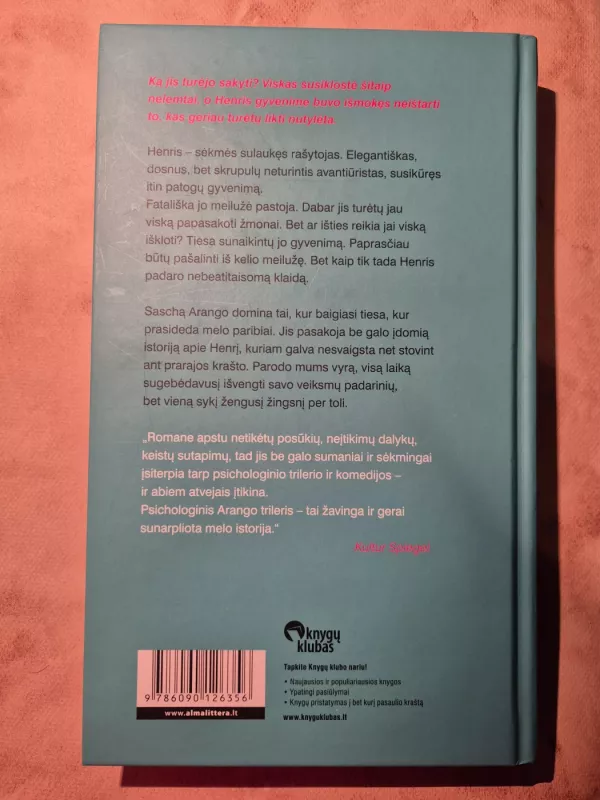 Ką jis turėjo sakyti? Viskas susiklostė šitaip
nelemtai, o Henris gyvenime buvo išmokęs neištarti
to, kas geriau turėtų likti nutylėta.
Henris – sėkmės sulaukęs rašytojas. Elegantiškas,
dosnus, bet skrupulų neturintis avantiūristas, susikūręs
itin patogų gyvenimą.
Fatališka jo meilužė pastoja. Dabar jis turėtų jau
viską papasakoti žmonai. Bet ar išties reikia jai viską
iškloti? Tiesa sunaikintų jo gyvenimą. Paprasčiau
būtų pašalinti iš kelio meilužę. Bet kaip tik tada Henris
padaro nebeatitaisomą klaidą.
Saschą Arango domina tai, kur baigiasi tiesa, kur
prasideda melo paribiai. Jis pasakoja be galo įdomią
istoriją apie Henrį, kuriam galva nesvaigsta net stovint
ant prarajos krašto. Parodo mums vyrą, visą laiką
sugebėdavusį išvengti savo veiksmų padarinių,
bet vieną sykį žengusį žingsnį per toli.
„Romane apstu netikėtų posūkių, neįtikimų dalykų,
keistų sutapimų, tad jis be galo sumaniai ir sėkmingai
įsiterpia tarp psichologinio trilerio ir komedijos –
ir abiem atvejais įtikina.
Psichologinis Arango trileris – tai žavinga ir gerai
sunarpliota melo istorija.“
Kultur Spiegel
knygų
klubas
Tapkite Knygų klubo nariu!
• Naujausios ir populiariausios knygos
• Ypatingi pasiūlymai
• Knygų pristatymas į bet kurį pasaulio kraštą
www.knyguklubas.lt
9 786090 126356
www.almalittera.lt